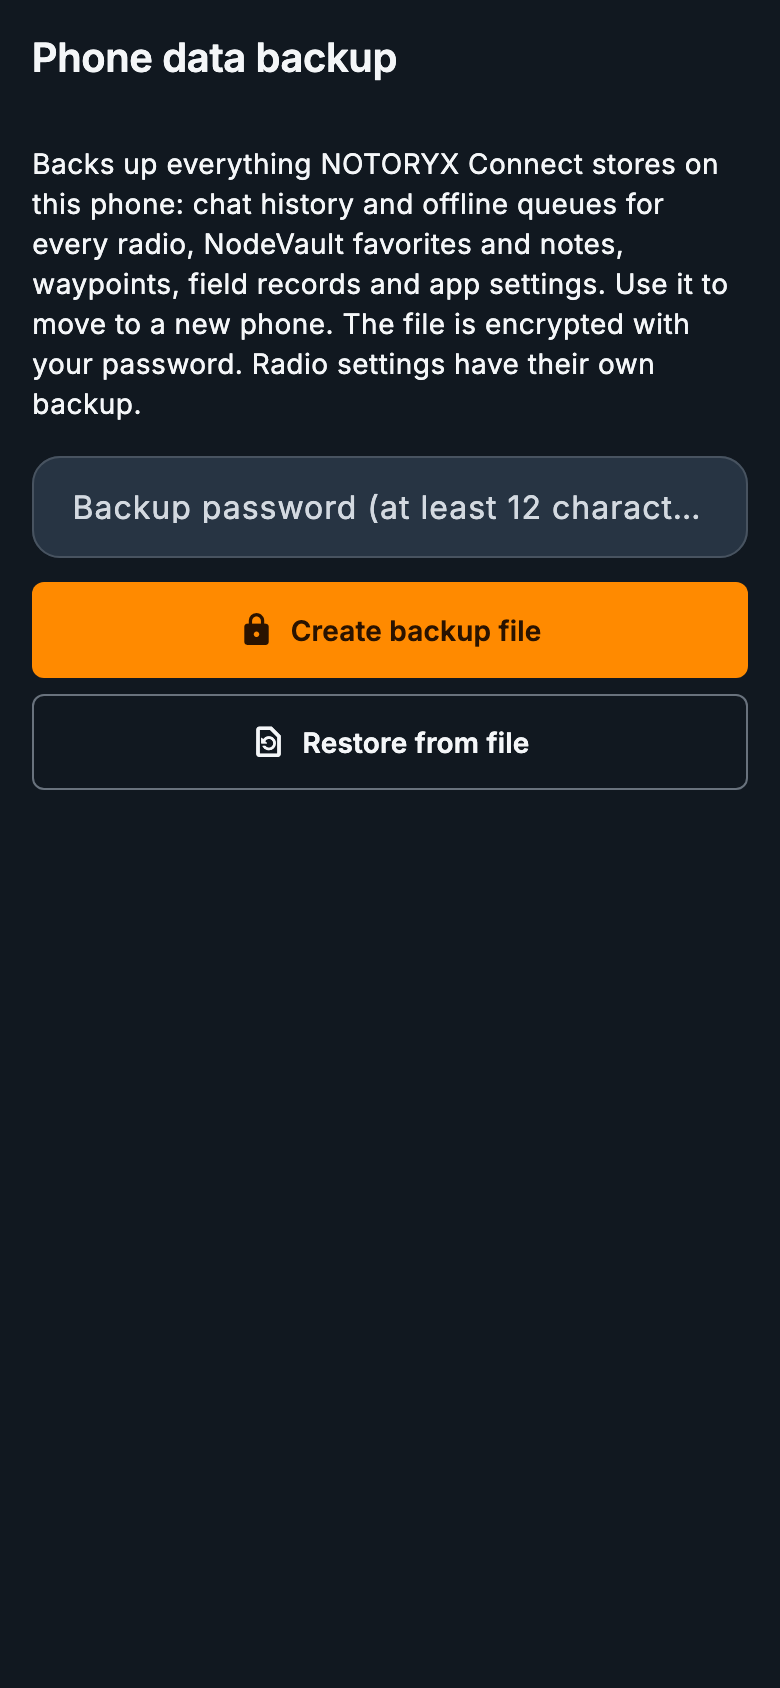 Phone data backup
Backs up everything NOTORYX Connect stores on
this phone: chat history and offline queues for
every radio, NodeVault favorites and notes,
waypoints, field records and app settings. Use it to
move to a new phone. The file is encrypted with
your password. Radio settings have their own
backup.
Backup password (at least 12 charact...
Create backup file
Restore from file